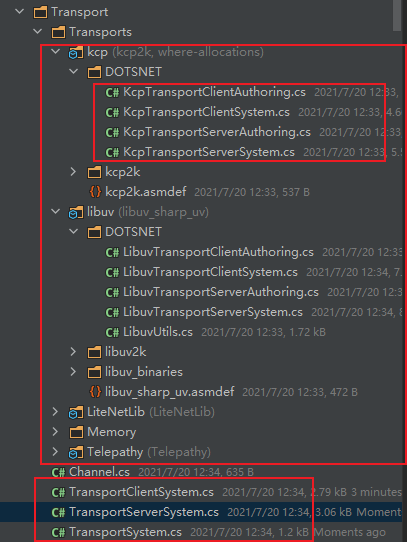 Transport
Transports
kcp (kcp2k, where-allocations)
DOTSNET
C# KcpTransportClientAuthoring.cs 2021/7/20 12:33,
C# KcpTransportClientSystem.cs 2021/7/20 12:33, 4.6
C# KcpTransportServerAuthoring.cs 2021/7/20 12:33
C# KcpTransportServerSystem.cs 2021/7/20 12:33, 5.
kcp2k
{} kcp2k.asmdef 2021/7/20 12:33, 537 B
libuv (libuv_sharp_uv)
DOTSNET
C# LibuvTransportClientAuthoring.cs 2021/7/20 12:33
C# LibuvTransportClientSystem.cs 2021/7/20 12:34, 7.
C# LibuvTransportServerAuthoring.cs 2021/7/20 12:33
C# LibuvTransportServerSystem.cs 2021/7/20 12:34, 8
C# LibuvUtils.cs 2021/7/20 12:33, 1.72 kB
libuv2k
libuv_binaries
{} libuv_sharp_uv.asmdef 2021/7/20 12:33, 472 B
LiteNetLib (LiteNetLib)
Memory
Telepathy (Telepathy)
C# Channel.cs 2021/7/20 12:34, 635 B
C# TransportClientSystem.cs 2021/7/20 12:34, 2.79 kB 3 minutes
C# TransportServerSystem.cs 2021/7/20 12:34, 3.06 kB Moments
C# TransportSystem.cs 2021/7/20 12:34, 1.2 kB Moments ago